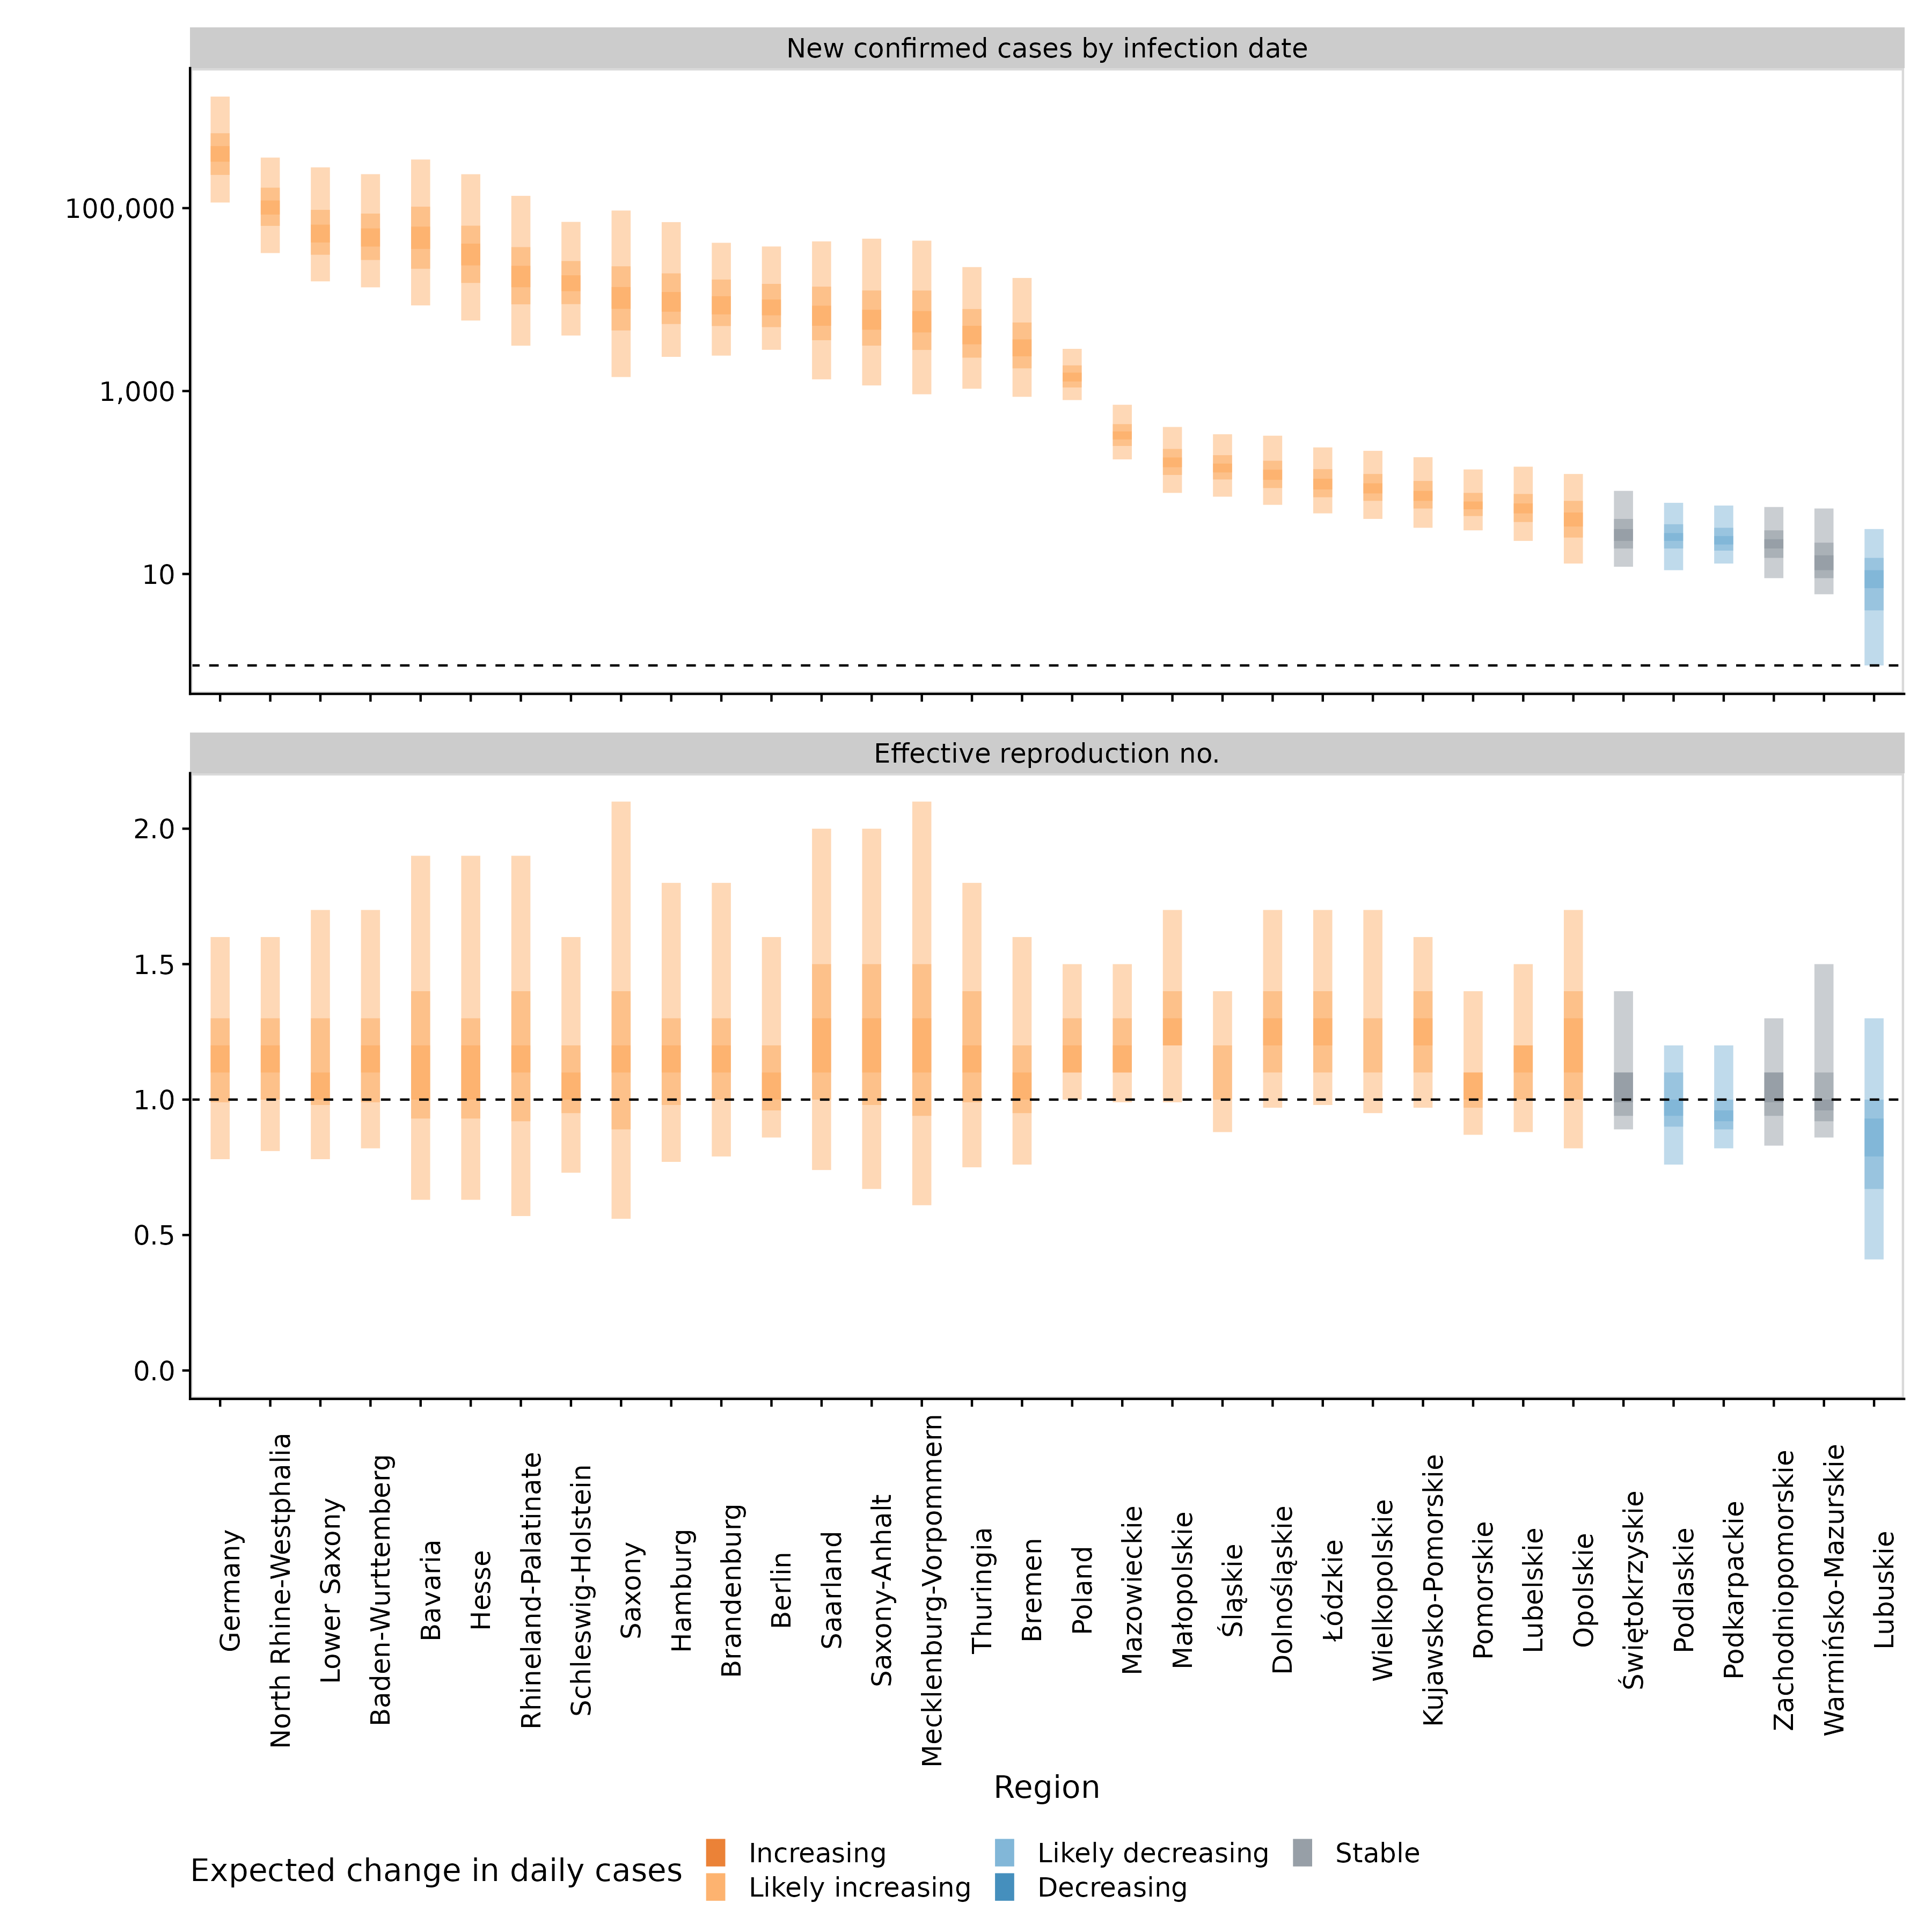 New confirmed cases by infection date
100,000
1,000
10
Effective reproduction no.
2.0
1.5
1.0
0.5
0.0
Germany
North Rhine-Westphalia
Lower Saxony
Baden-Wurttemberg
Bavaria
Hesse
Rhineland-Palatinate
Schleswig-Holstein
Saxony
Hamburg
Brandenburg
Berlin
Saarland
Saxony-Anhalt
Mecklenburg-Vorpommern
Thuringia
Bremen
Poland
Mazowieckie
Małopolskie
Śląskie
Dolnośląskie
Łódzkie
Wielkopolskie
Kujawsko-Pomorskie
Pomorskie
Lubelskie
Opolskie
Świętokrzyskie
Podlaskie
Podkarpackie
Zachodniopomorskie
Warmińsko-Mazurskie
Lubuskie
Region
Expected change in daily cases
Increasing
Likely increasing
Likely decreasing
Decreasing
Stable